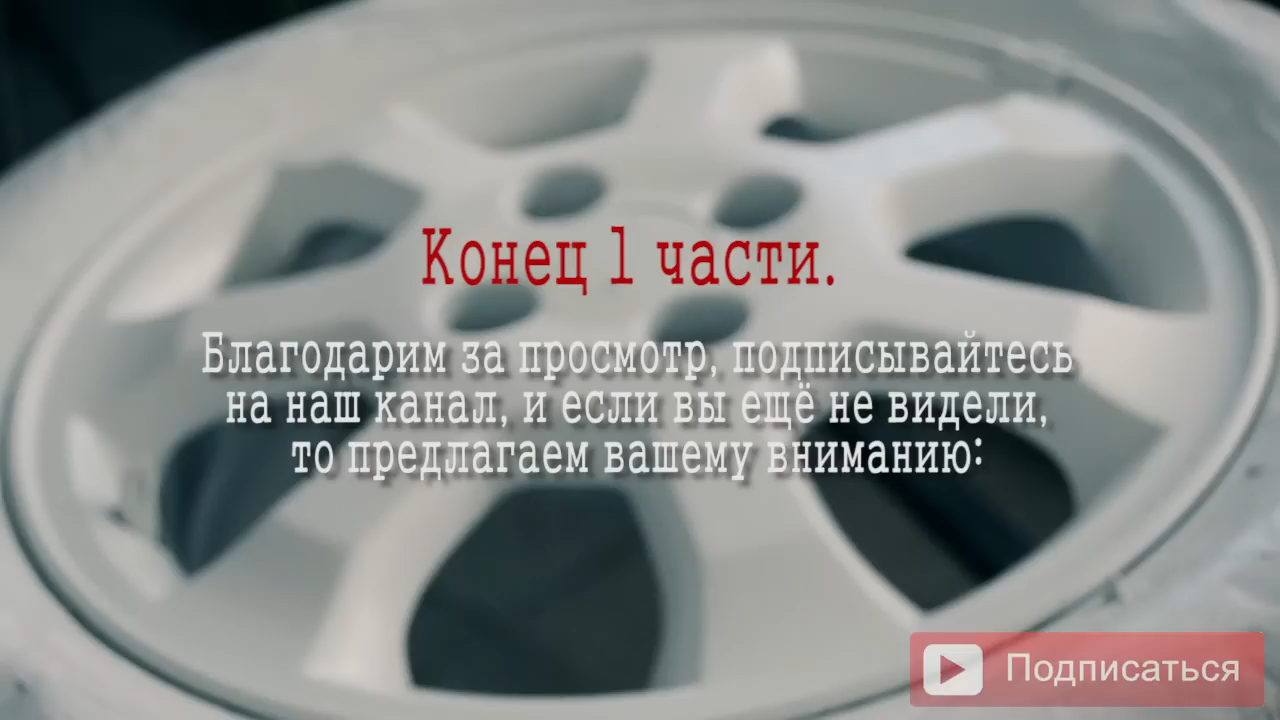 Конец 1 части.
Благодарим за просмотр, подписывайтесь
на наш канал, и если вы ещё не видели,
то предлагаем вашему вниманию:
Подписаться